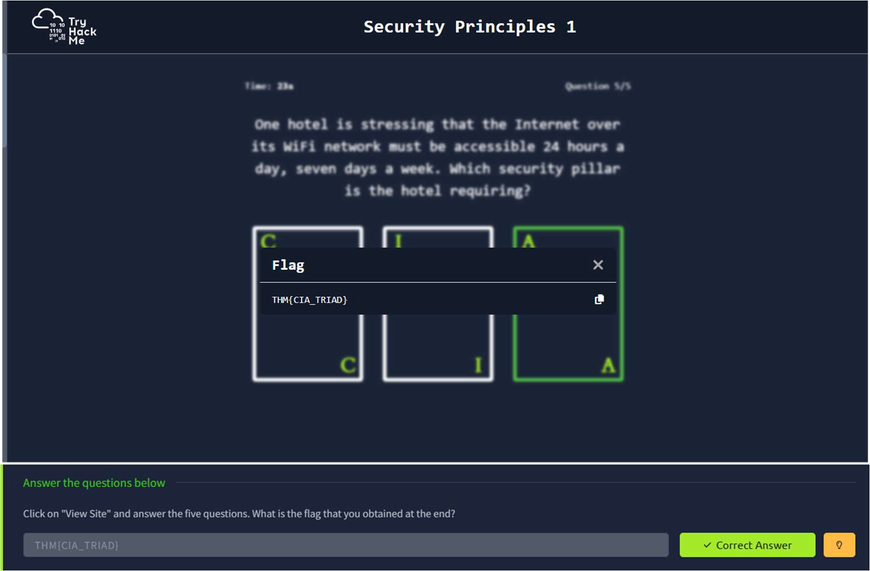 Try
Hack
Me
Security Principles 1
Time: 23s
Question 5/5
One hotel is stressing that the Internet over
its WiFi network must be accessible 24 hours a
day, seven days a week. Which security pillar
is the hotel requiring?
C
I
A
Flag
THM{CIA_TRIAD}
C
I
A
Answer the questions below
Click on "View Site" and answer the five questions. What is the flag that you obtained at the end?
THM{CIA_TRIAD}
Correct Answer